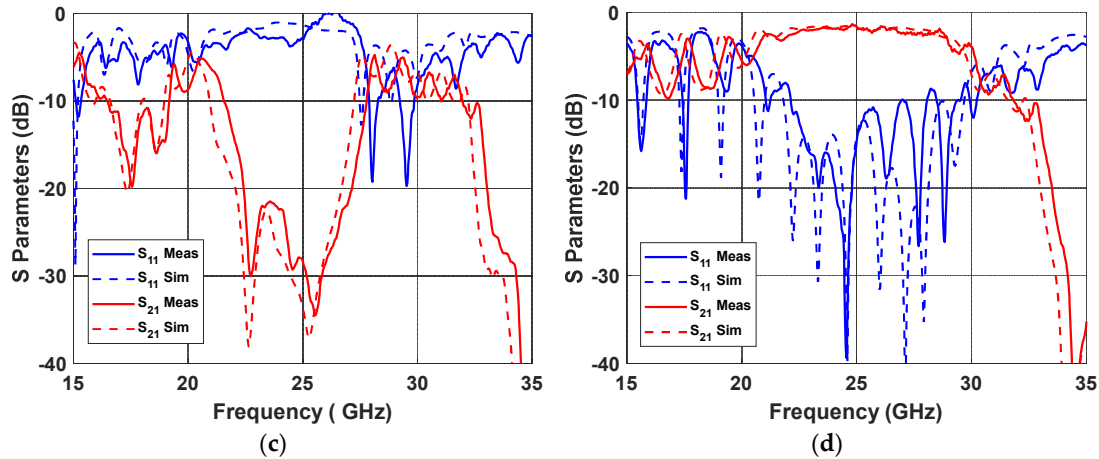 0
-10
-20
-30
-40
S Parameters (dB)
S11 Meas
S11 Sim
S21 Meas
S21 Sim
15 20 25 30 35
Frequency ( GHz)
(c)
0
-10
-20
-30
-40
S Parameters (dB)
S11 Meas
S11 Sim
S21 Meas
S21 Sim
15 20 25 30 35
Frequency (GHz)
(d)